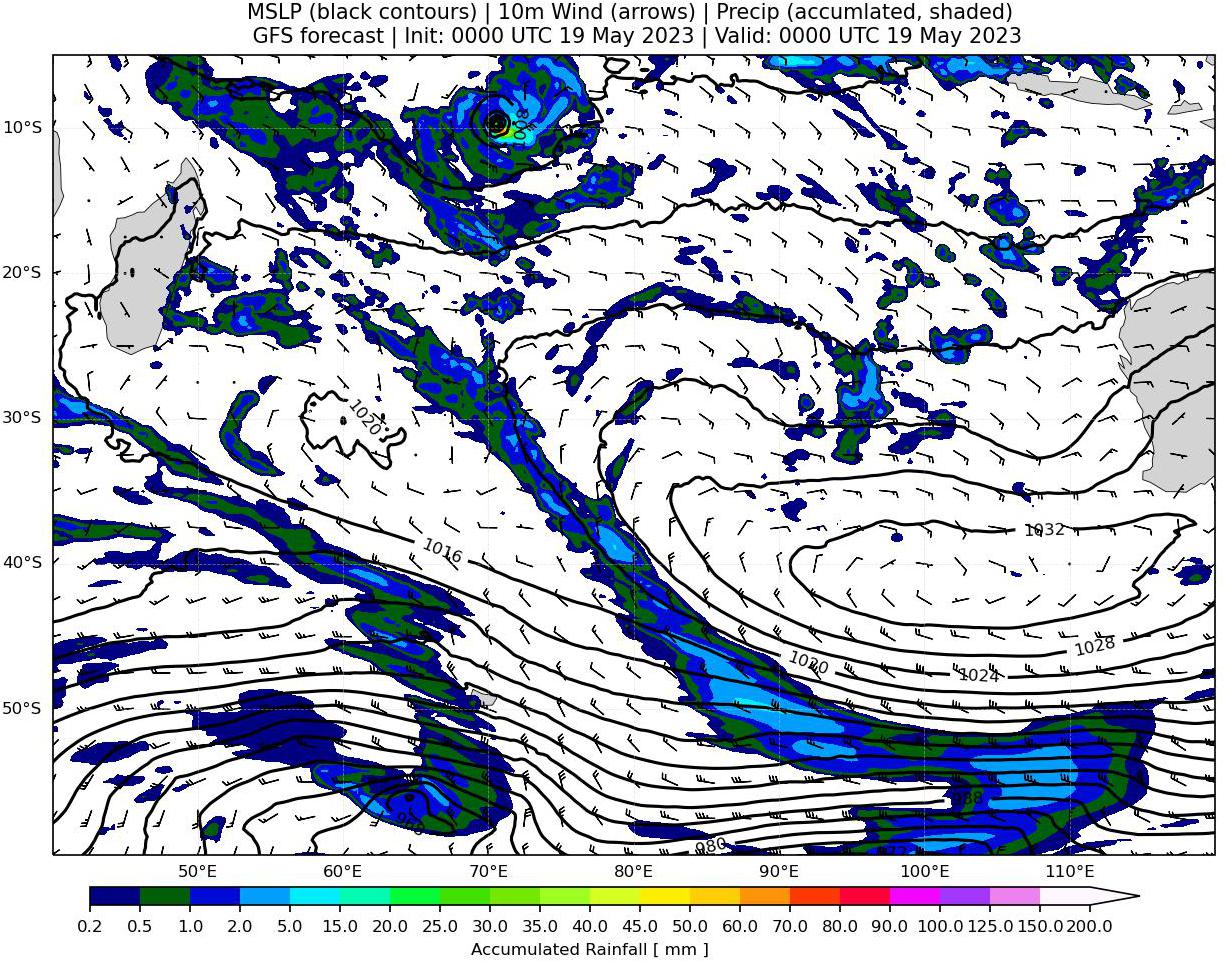 MSLP (black contours) | 10m Wind (arrows) | Precip (accumlated, shaded)
GFS forecast | Init: 0000 UTC 19 May 2023 | Valid: 0000 UTC 19 May 2023
10°S
20°S
30°S
40°S
50°S
1020
1016
1032
1028
1020
1024
988
980
50°E
60°E
70°E
80°E
90°E
100°E
110°E
0.2 0.5 1.0 2.0 5.0 15.0 20.0 25.0 30.0 35.0 40.0 45.0 50.0 60.0 70.0 80.0 90.0 100.0 125.0 150.0 200.0
Accumulated Rainfall [ mm ]